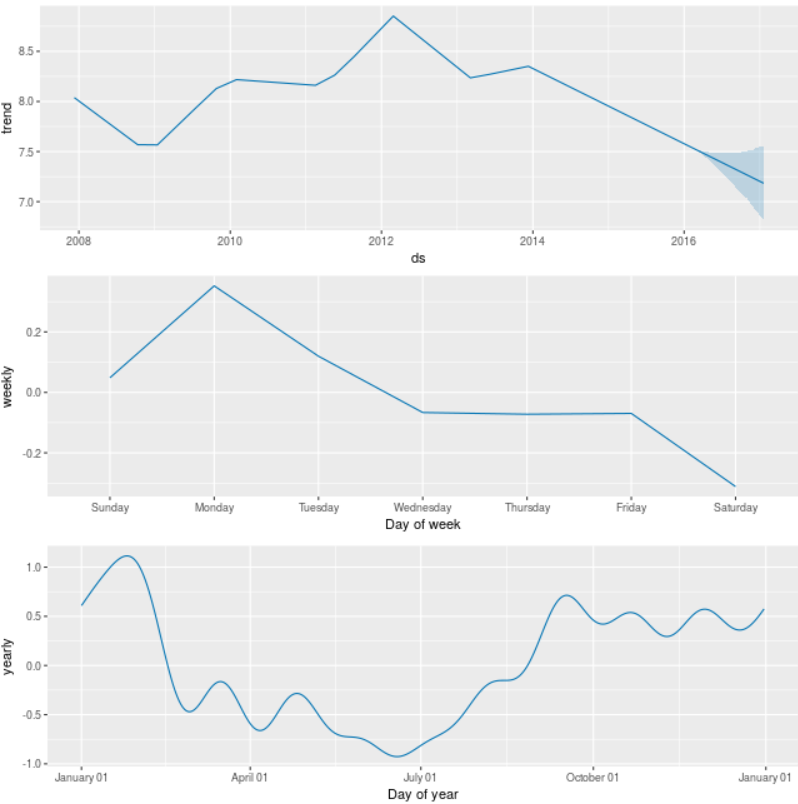 trend
8.5
8.0
7.5
7.0
2008 2010 2012 2014 2016
ds
weekly
0.2
0.0
-0.2
Sunday Monday Tuesday Wednesday Thursday Friday Saturday
Day of week
yearly
1.0
0.5
0.0
-0.5
-1.0
January 01 April 01 July 01 October 01 January 01
Day of year